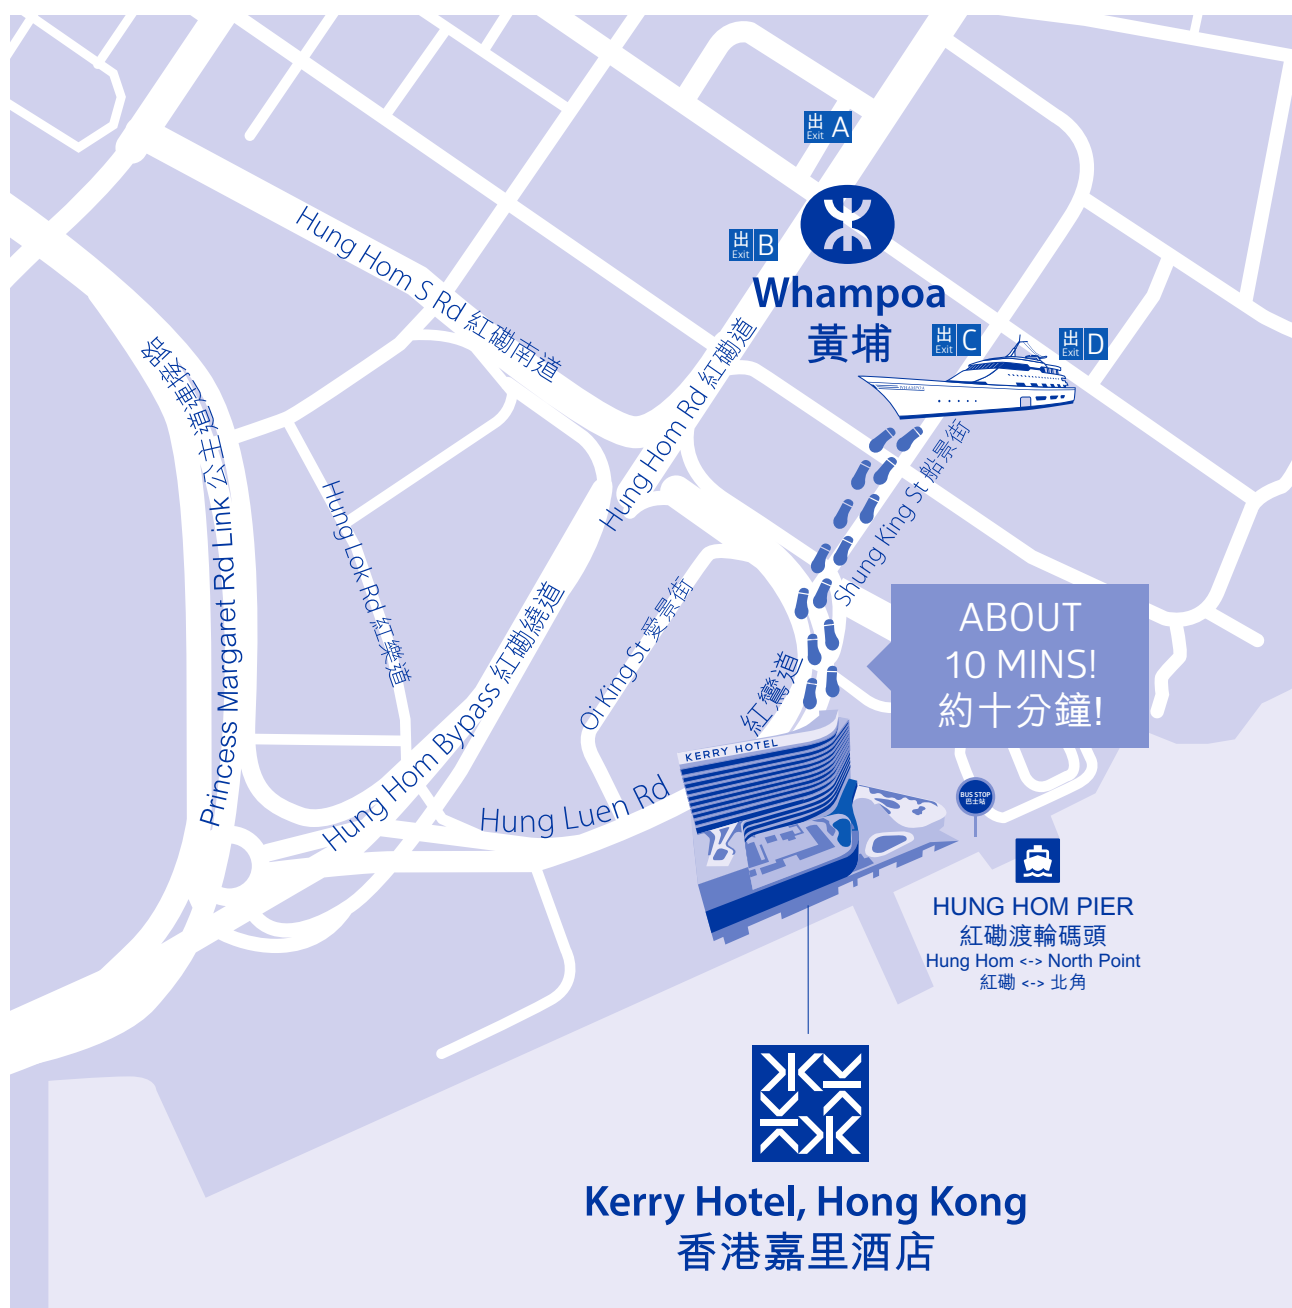 出 Exit A
出 Exit B
Whampoa
黃埔
出 Exit C
出 Exit D
Hung Hom S Rd 紅磡南道
Hung Hom Rd 紅磡道
公主道連接路
Princess Margaret Rd Link
Hung Lok Rd 紅樂道
Hung Hom Bypass 紅磡繞道
Oi King St 愛景街
Shung King St 船景街
WHAMPOA
ABOUT
10 MINS!
約十分鐘!
紅鸞道
Hung Luen Rd
KERRY HOTEL
BUS STOP
巴士站
HUNG HOM PIER
紅磡渡輪碼頭
Hung Hom <-> North Point
紅磡 <-> 北角
Kerry Hotel, Hong Kong
香港嘉里酒店